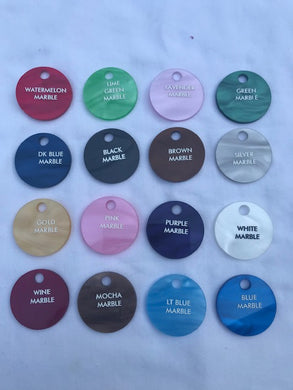 WATERMELON
MARBLE
LIME
GREEN
MARBLE
LAVENDER
MARBLE
GREEN
MARBLE
DK BLUE
MARBLE
BLACK
MARBLE
BROWN
MARBLE
SILVER
MARBLE
GOLD
MARBLE
PINK
MARBLE
PURPLE
MARBLE
WHITE
MARBLE
WINE
MARBLE
MOCHA
MARBLE
LT BLUE
MARBLE
BLUE
MARBLE